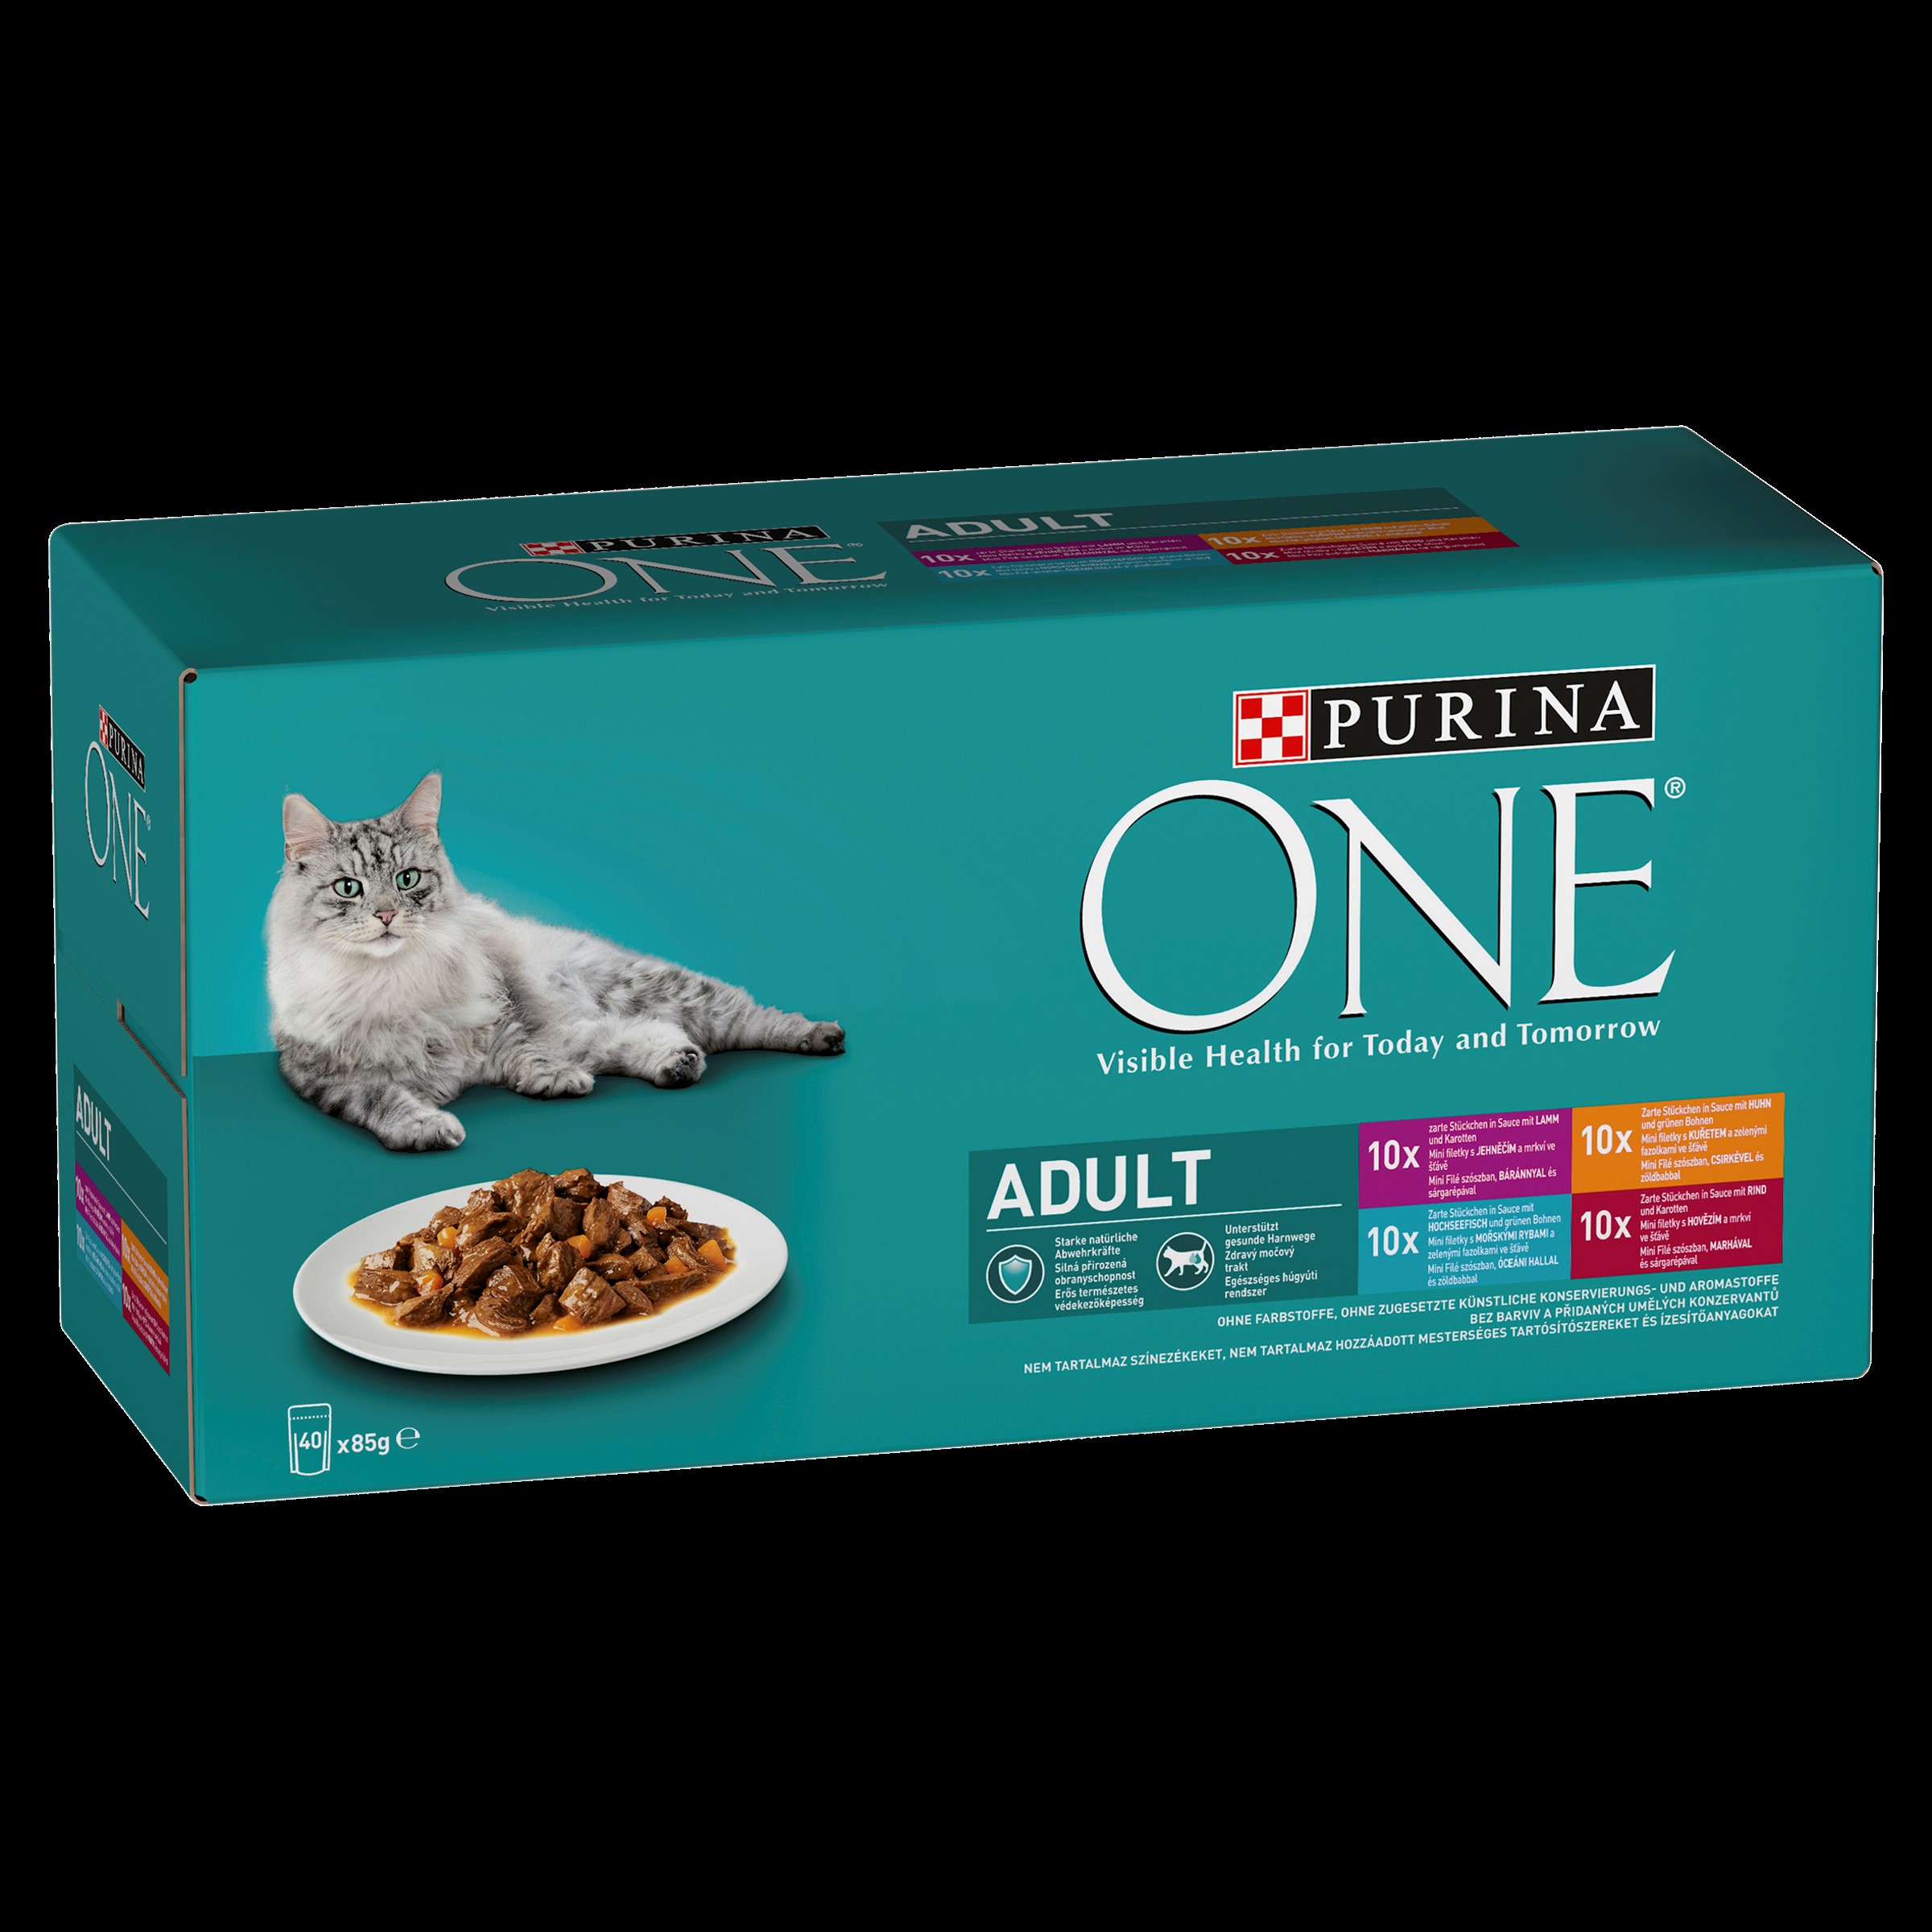 PURINA
ONE®
Visible Health for Today and Tomorrow
ADULT
10x
10x
10x
10x
PURINA
ONE®
ADULT
PURINA
ONE®
Visible Health for Today and Tomorrow
ADULT
Starke natürliche
Abwehrkräfte
Silná přirozená
obranyschopnost
Erős természetes
védekezőképesség
Unterstützt
gesunde Harnwege
Zdravý močový
trakt
Egészséges húgyúti
rendszer
10x
zarte Stückchen in Sauce mit LAMM
und Karotten
Mini filetky s JEHNĚČÍM a mrkví ve
šťávě
Mini Filé szószban, BÁRÁNNYAL és
sárgarépával
10x
Zarte Stückchen in Sauce mit HUHN
und grünen Bohnen
Mini filetky s KUŘETEM a zelenými
fazolkami ve šťávě
Mini Filé szószban, CSIRKÉVEL és
zöldbabbal
10x
Zarte Stückchen in Sauce mit
HOCHSEEFISCH und grünen Bohnen
Mini filetky s MOŘSKÝMI RYBAMI a
zelenými fazolkami ve šťávě
Mini Filé szószban, ÓCEÁNI HALLAL
és zöldbabbal
10x
Zarte Stückchen in Sauce mit RIND
und Karotten
Mini filetky s HOVĚZÍM a mrkví
ve šťávě
Mini Filé szószban, MARHÁVAL
és sárgarépával
OHNE FARBSTOFFE, OHNE ZUGESETZTE KÜNSTLICHE KONSERVIERUNGS- UND AROMASTOFFE
BEZ BARVIV A PŘIDANÝCH UMĚLÝCH KONZERVANTŮ
NEM TARTALMAZ SZÍNEZÉKEKET, NEM TARTALMAZ HOZZÁADOTT MESTERSÉGES TARTÓSÍTÓSZEREKET ÉS ÍZESÍTŐANYAGOKAT
40 x85g ℮